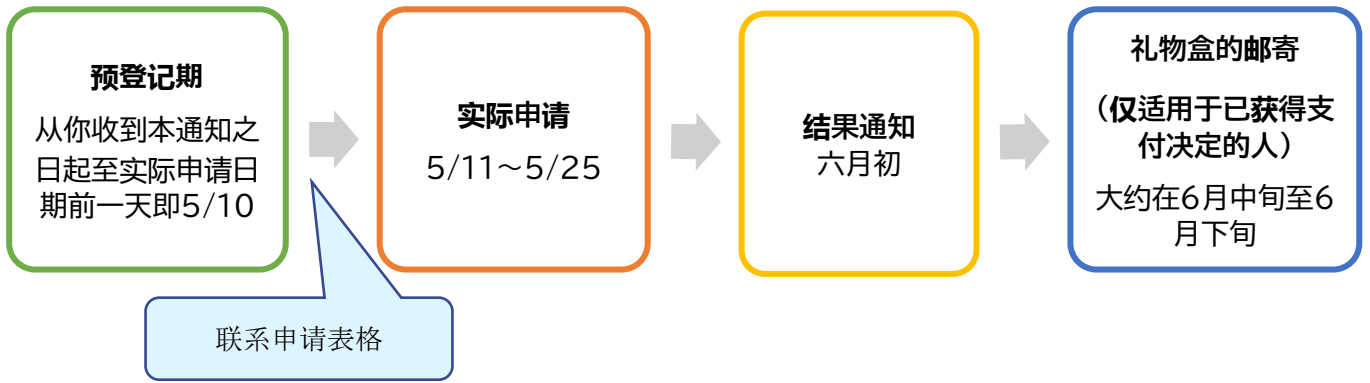 预登记期
从你收到本通知之
日起至实际申请日
期前一天即5/10
实际申请
5/11～5/25
结果通知
六月初
礼物盒的邮寄
（仅适用于已获得支
付决定的人）
大约在6月中旬至6
月下旬
联系申请表格